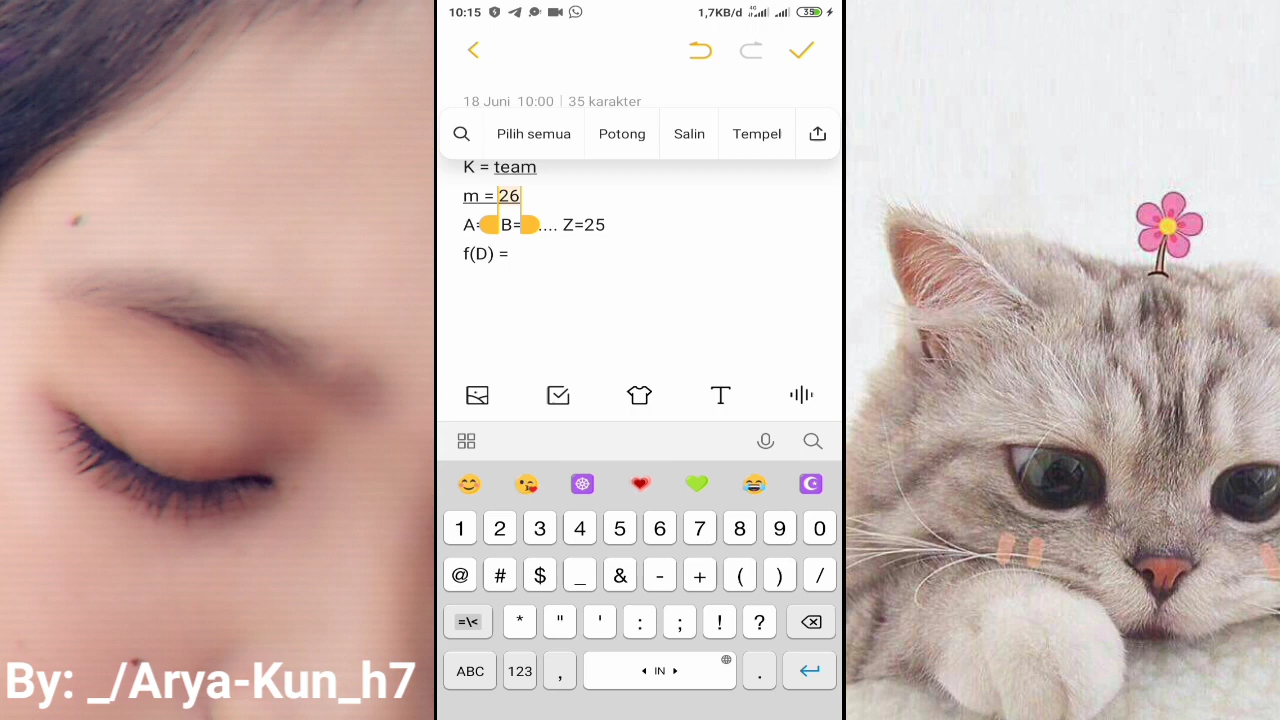 10:15 1,7KB/d 4G 35
18 Juni 10:00 | 35 karakter
Pilih semua Potong Salin Tempel
K = team
m = 26
A= B= .... Z=25
f(D) =
1 2 3 4 5 6 7 8 9 0
@ # $ _ & - + ( ) /
=\< * " ' : ; ! ?
ABC 123 , IN .
By: _/Arya-Kun_h7